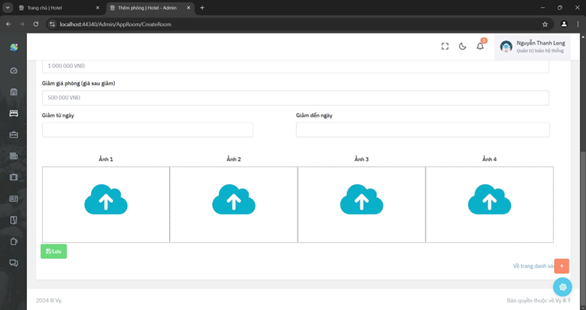 Trang chủ | Hotel
Thêm phòng | Hotel - Admin
localhost:44340/Admin/AppRoom/CreateRoom
Nguyễn Thanh Long
Quản trị toàn hệ thống
1 000 000 VNĐ
Giảm giá phòng (giá sau giảm)
500 000 VNĐ
Giảm từ ngày
Giảm đến ngày
Ảnh 1
Ảnh 2
Ảnh 3
Ảnh 4
Lưu
Về trang danh sác
2024 © Vy.
Bản quyền thuộc về Vy & T